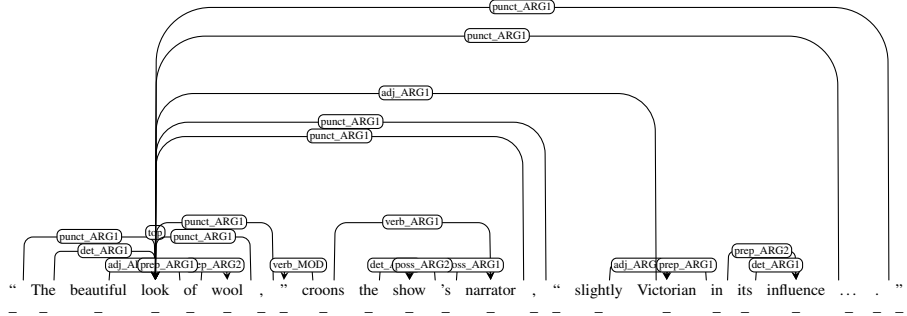 punct_ARG1
punct_ARG1
adj_ARG1
punct_ARG1
punct_ARG1
punct_ARG1 verb_ARG1
punct_ARG1 top punct_ARG1
det_ARG1 prep_ARG2
prep_ARG1 verb_MOD poss_ARG2 prep_ARG1 det_ARG1
“ The beautiful look of wool , ” croons the show ’s narrator , “ slightly Victorian in its influence … . ”
_ _ _ _ _ _ _ _ _ _ _ _ _ _ _ _ _ _ _ _ _ _ _